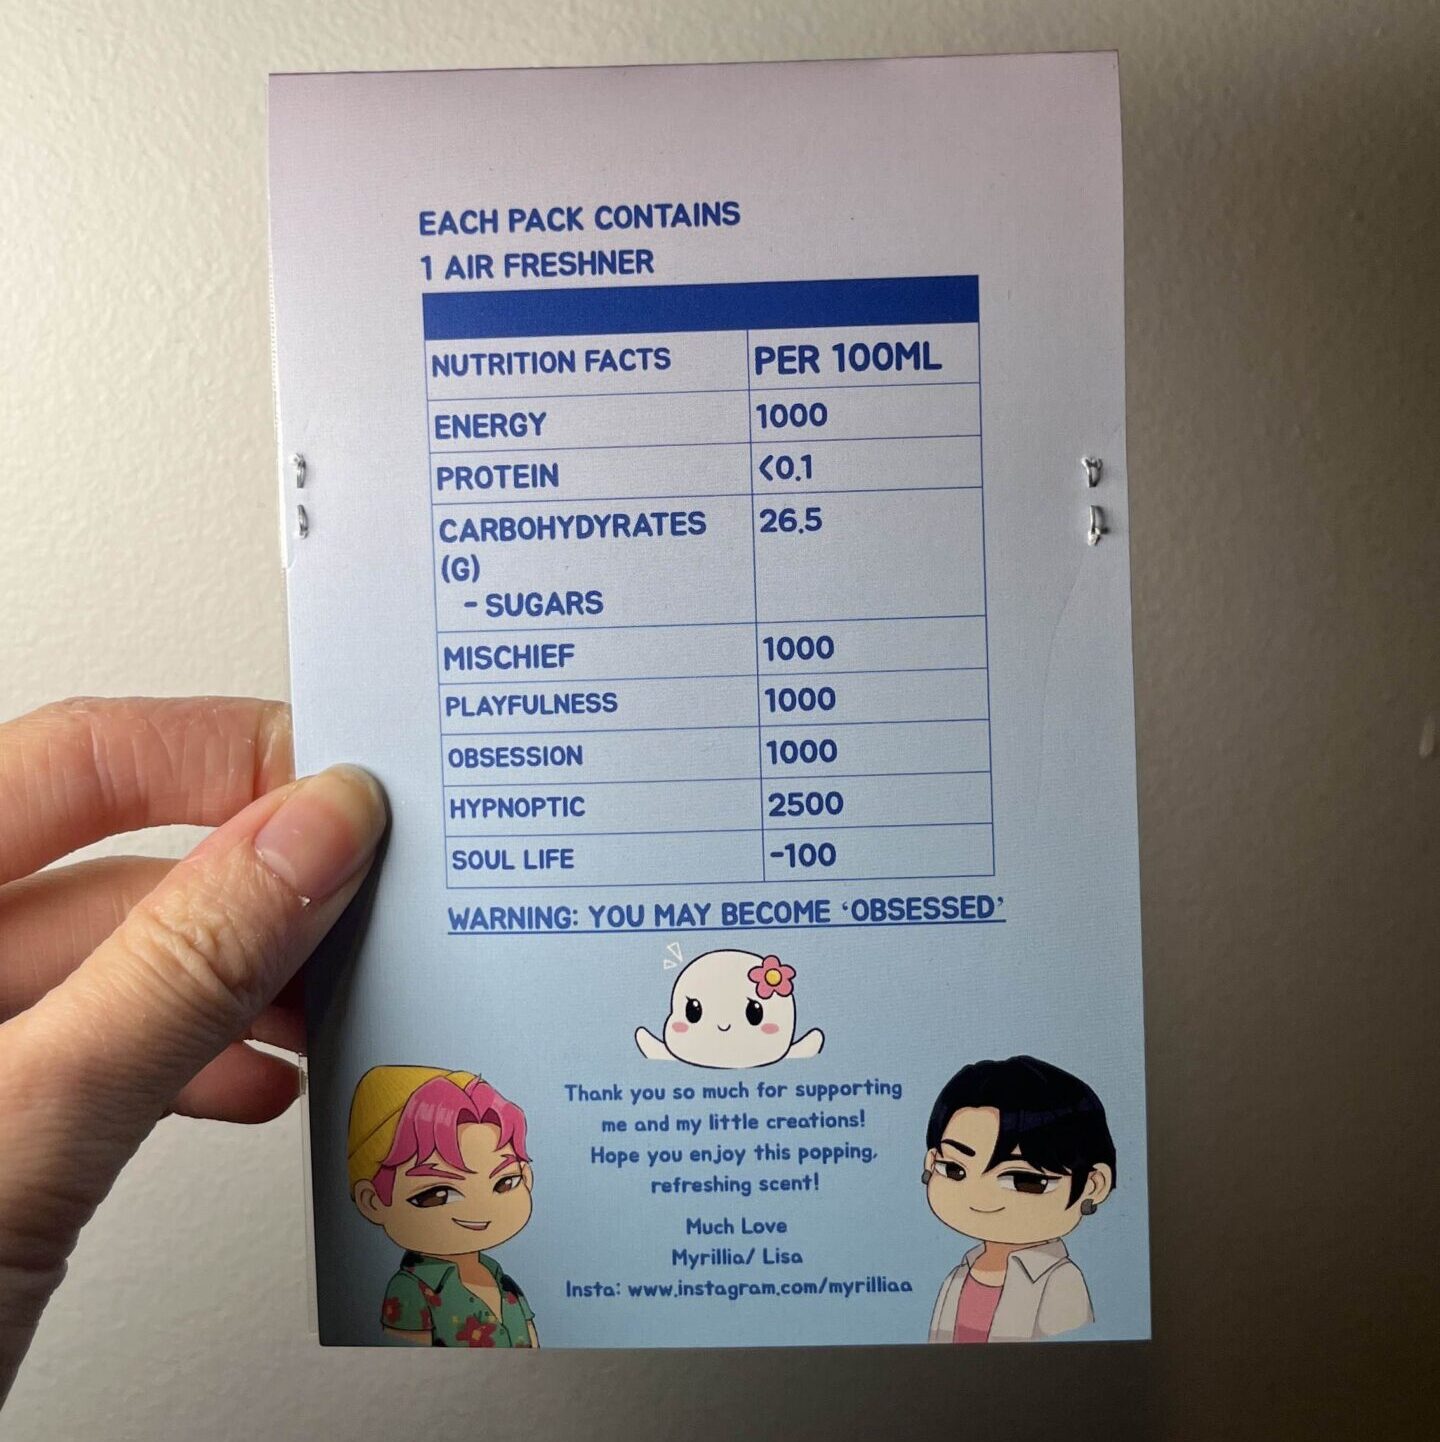 EACH PACK CONTAINS
1 AIR FRESHNER
NUTRITION FACTS PER 100ML
ENERGY 1000
PROTEIN <0.1
CARBOHYDYRATES 26.5
(G)
- SUGARS
MISCHIEF 1000
PLAYFULNESS 1000
OBSESSION 1000
HYPNOPTIC 2500
SOUL LIFE -100
WARNING: YOU MAY BECOME ‘OBSESSED’
Thank you so much for supporting
me and my little creations!
Hope you enjoy this popping,
refreshing scent!
Much Love
Myrillia/ Lisa
Insta: www.instagram.com/myrilliaa